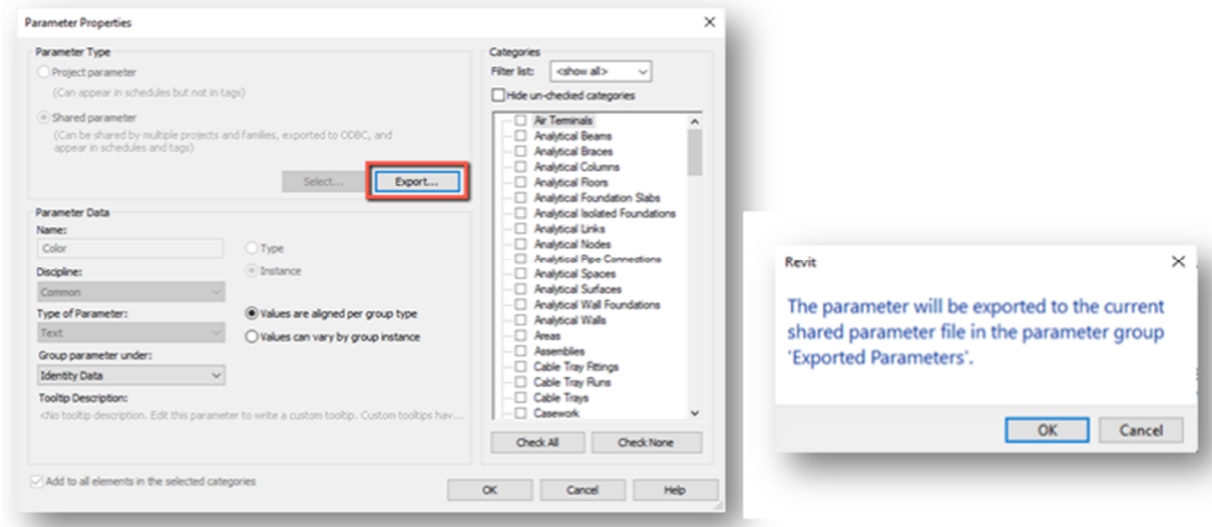 Parameter Properties
Parameter Type
Project parameter
(Can appear in schedules but not in tags)
Shared parameter
(Can be shared by multiple projects and families, exported to ODBC, and
appear in schedules and tags)
Select...
Export...
Parameter Data
Name:
Color
Type
Discipline:
Instance
Common
Type of Parameter:
Values are aligned per group type
Text
Values can vary by group instance
Group parameter under:
Identity Data
Tooltip Description:
<No tooltip description. Edit this parameter to write a custom tooltip. Custom tooltips hav...
Add to all elements in the selected categories
Categories
Filter list:
<show all>
Hide un-checked categories
Air Terminals
Analytical Beams
Analytical Braces
Analytical Columns
Analytical Floors
Analytical Foundation Slabs
Analytical Isolated Foundations
Analytical Links
Analytical Nodes
Analytical Pipe Connections
Analytical Spaces
Analytical Surfaces
Analytical Wall Foundations
Analytical Walls
Areas
Assemblies
Cable Tray Fittings
Cable Tray Runs
Cable Trays
Casework
Check All
Check None
OK
Cancel
Help
Revit
The parameter will be exported to the current
shared parameter file in the parameter group
'Exported Parameters'.
OK
Cancel